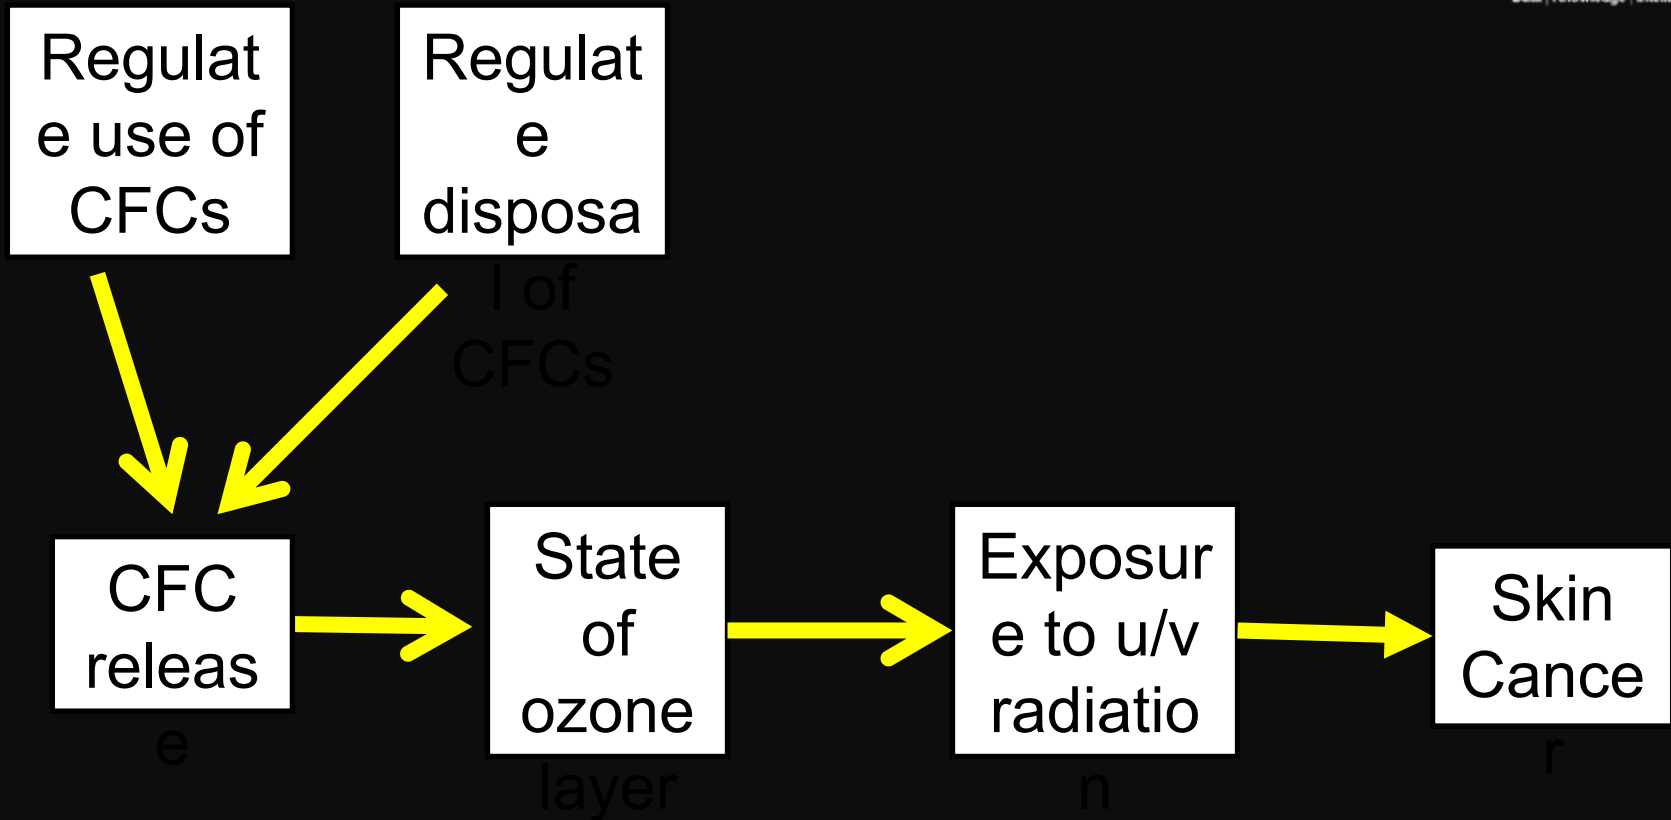 Regulat
e use of
CFCs
Regulat
e
disposa
l of
CFCs
CFC
releas
e
State
of
ozone
layer
Exposur
e to u/v
radiatio
n
Skin
Cance
r